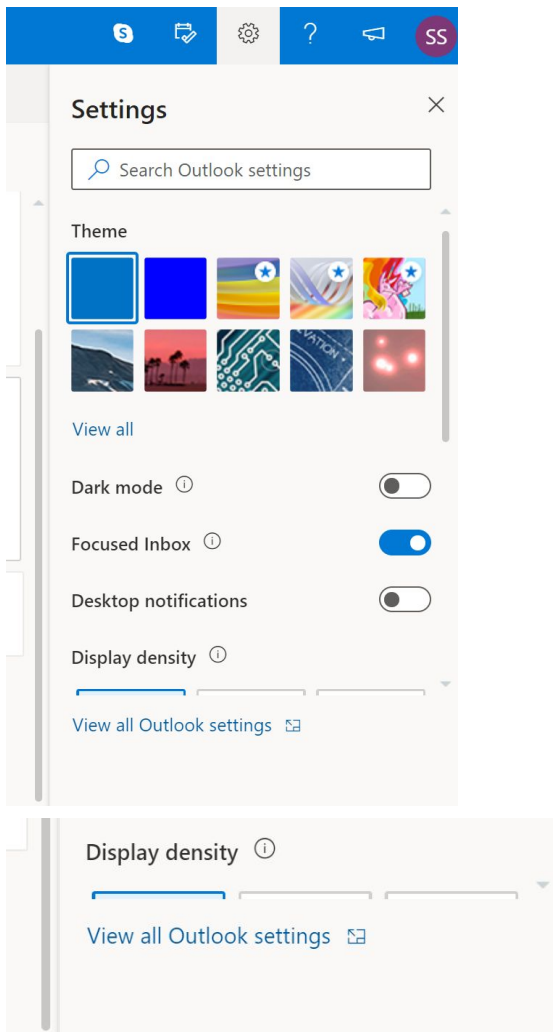 S
?
SS
Settings
Search Outlook settings
Theme
VATION
View all
Dark mode
Focused Inbox
Desktop notifications
Display density
View all Outlook settings
Display density
View all Outlook settings